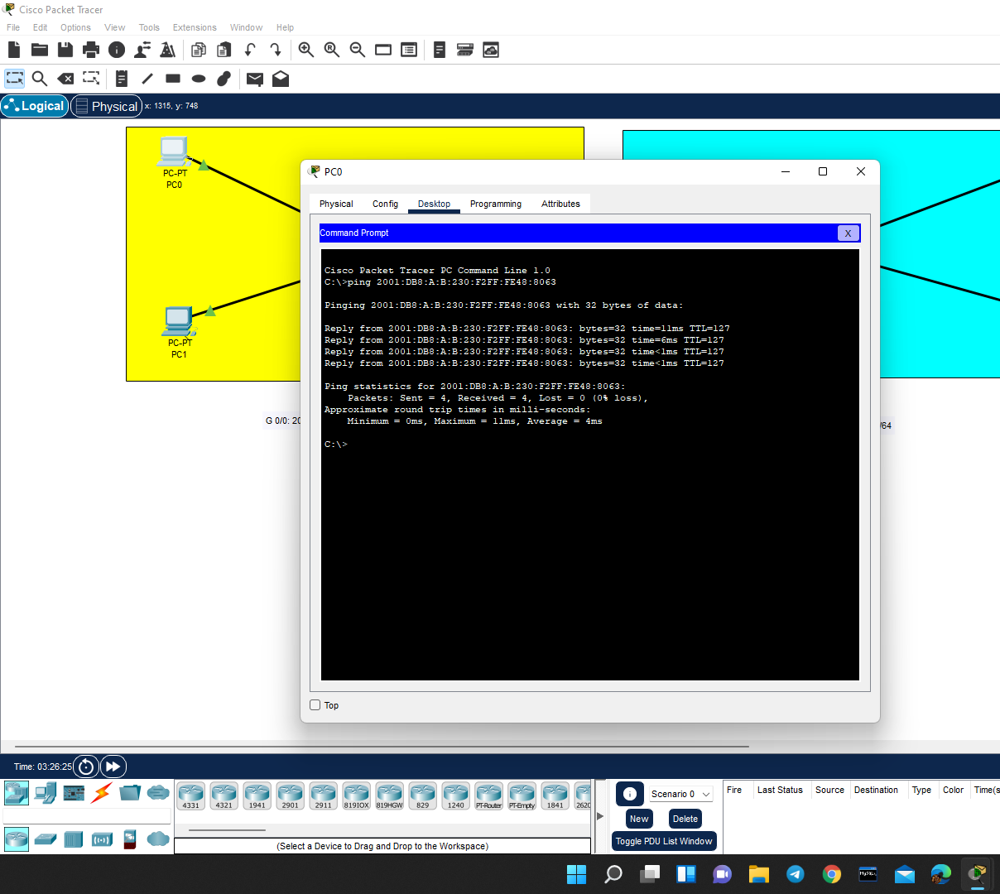 Cisco Packet Tracer
File Edit Options View Tools Extensions Window Help
Logical Physical x: 1315, y: 748
PC-PT
PC0
PC-PT
PC1
G 0/0: 20
/64
PC0
Physical Config Desktop Programming Attributes
Command Prompt X
Cisco Packet Tracer PC Command Line 1.0
C:\>ping 2001:DB8:A:B:230:F2FF:FE48:8063
Pinging 2001:DB8:A:B:230:F2FF:FE48:8063 with 32 bytes of data:
Reply from 2001:DB8:A:B:230:F2FF:FE48:8063: bytes=32 time=11ms TTL=127
Reply from 2001:DB8:A:B:230:F2FF:FE48:8063: bytes=32 time=6ms TTL=127
Reply from 2001:DB8:A:B:230:F2FF:FE48:8063: bytes=32 time<1ms TTL=127
Reply from 2001:DB8:A:B:230:F2FF:FE48:8063: bytes=32 time<1ms TTL=127
Ping statistics for 2001:DB8:A:B:230:F2FF:FE48:8063:
Packets: Sent = 4, Received = 4, Lost = 0 (0% loss),
Approximate round trip times in milli-seconds:
Minimum = 0ms, Maximum = 11ms, Average = 4ms
C:\>
Top
Time: 03:26:25
4331 4321 1941 2901 2911 819IOX 819HGW 829 1240 PT-Router PT-Empty 1841 2620
(Select a Device to Drag and Drop to the Workspace)
Scenario 0
New Delete
Toggle PDU List Window
Fire Last Status Source Destination Type Color Time(s
MySQL